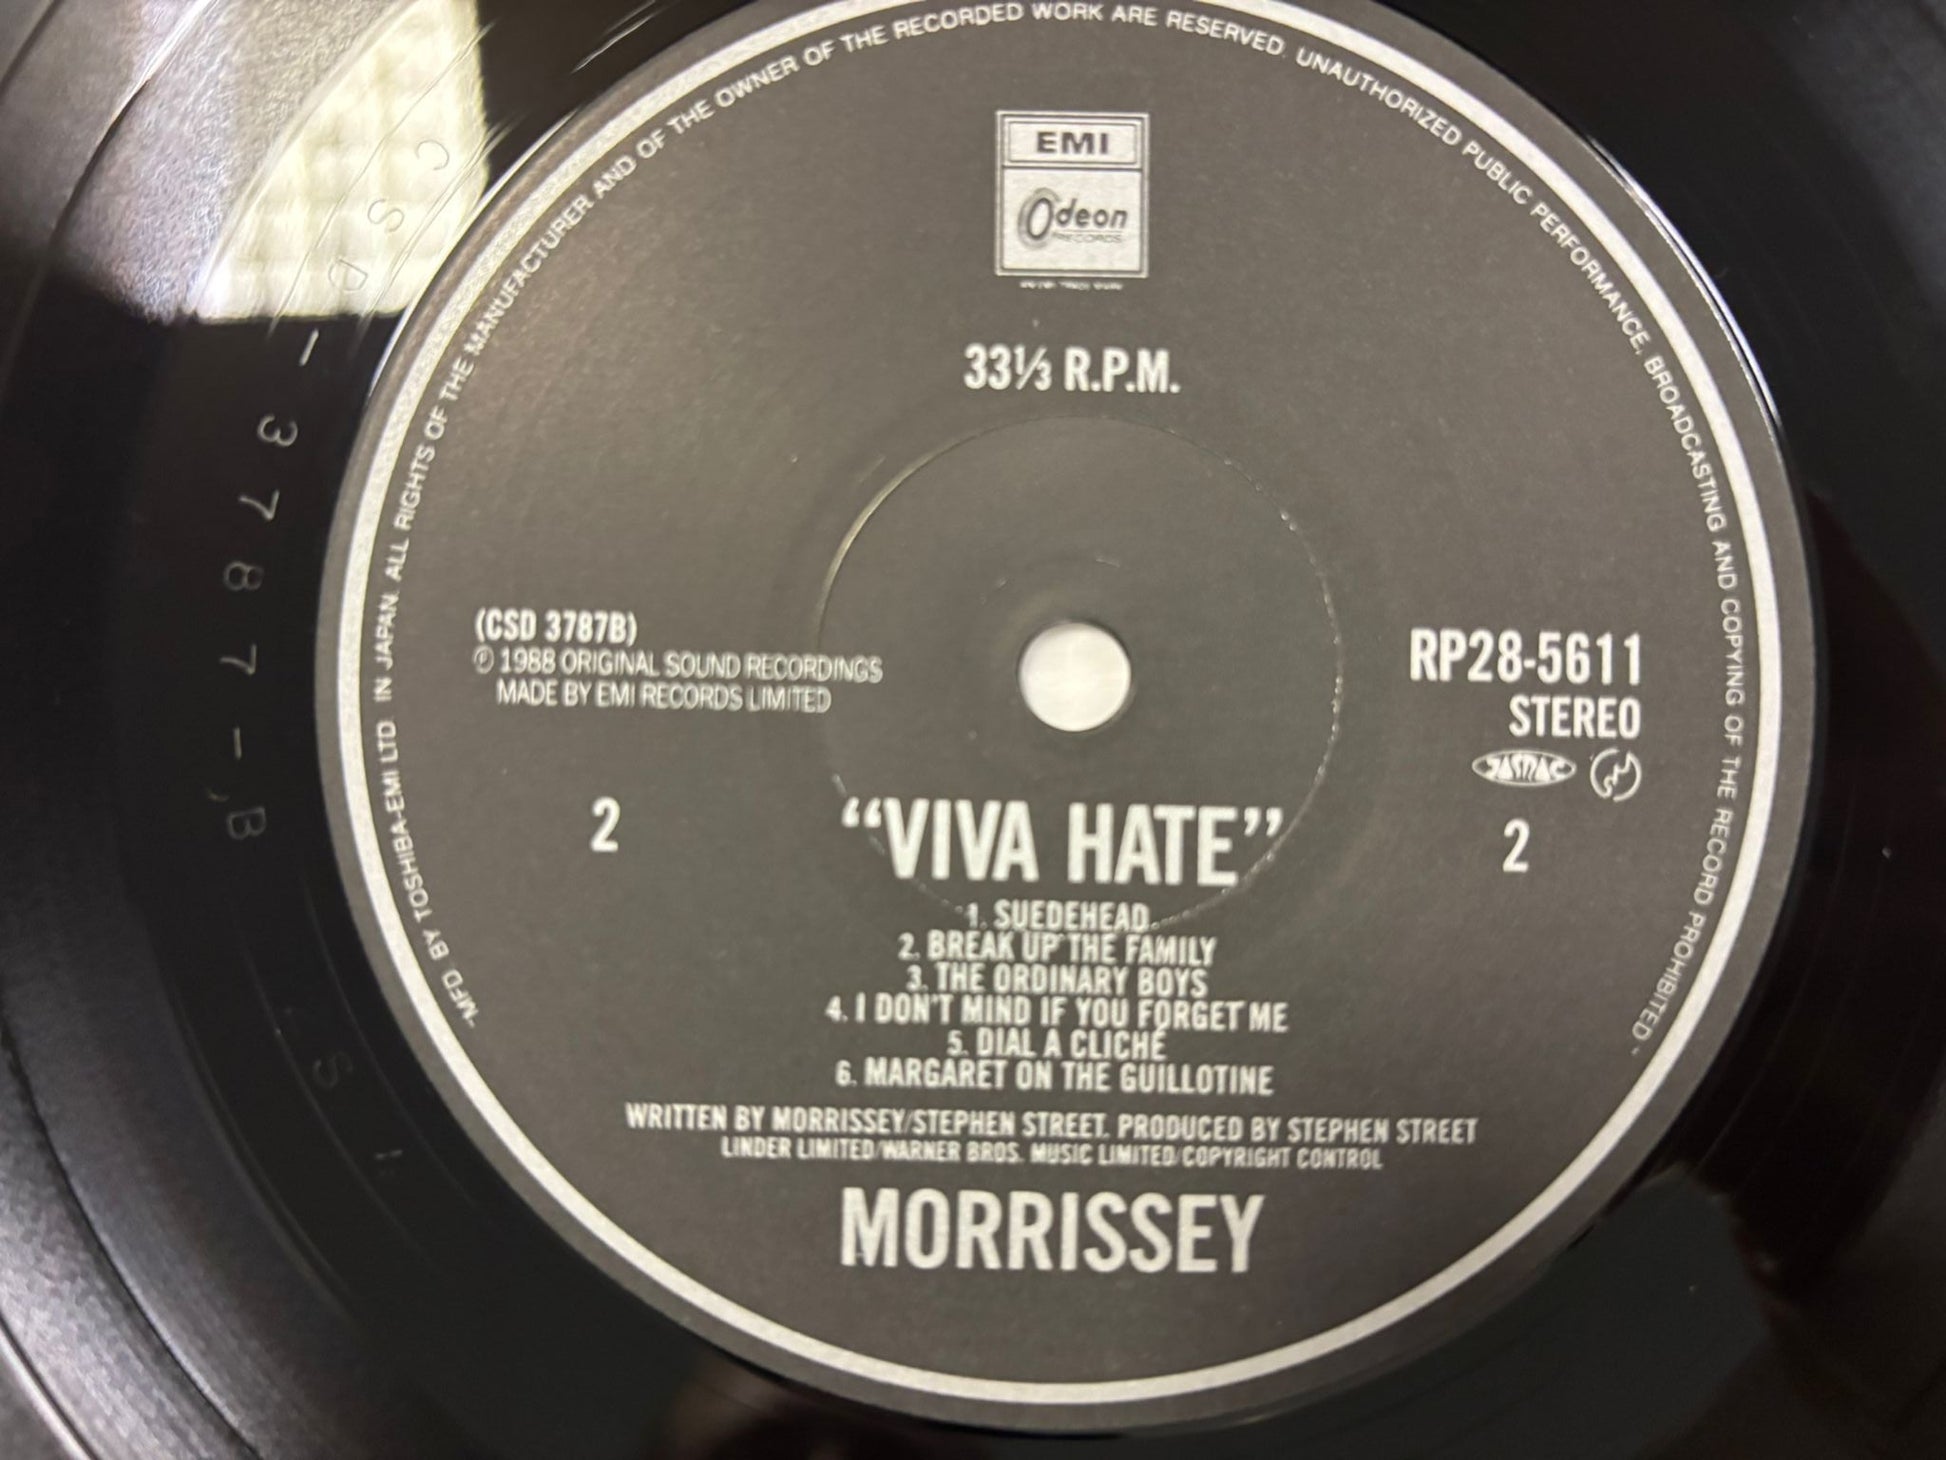 "MFD BY TOSHIBA-EMI LTD. IN JAPAN. ALL RIGHTS OF THE MANUFACTURER AND OF THE OWNER OF THE RECORDED WORK ARE RESERVED. UNAUTHORIZED PUBLIC PERFORMANCE, BROADCASTING AND COPYING OF THE RECORD PROHIBITED"
EMI
Odeon
RECORDS
33⅓ R.P.M.
(CSD 3787B)
Ⓟ 1988 ORIGINAL SOUND RECORDINGS
MADE BY EMI RECORDS LIMITED
RP28-5611
STEREO
JASRAC
2
2
"VIVA HATE"
1. SUEDEHEAD
2. BREAK UP THE FAMILY
3. THE ORDINARY BOYS
4. I DON'T MIND IF YOU FORGET ME
5. DIAL A CLICHÉ
6. MARGARET ON THE GUILLOTINE
WRITTEN BY MORRISSEY/STEPHEN STREET. PRODUCED BY STEPHEN STREET
LINDER LIMITED/WARNER BROS. MUSIC LIMITED/COPYRIGHT CONTROL
MORRISSEY
CSD-3787-B
1 S